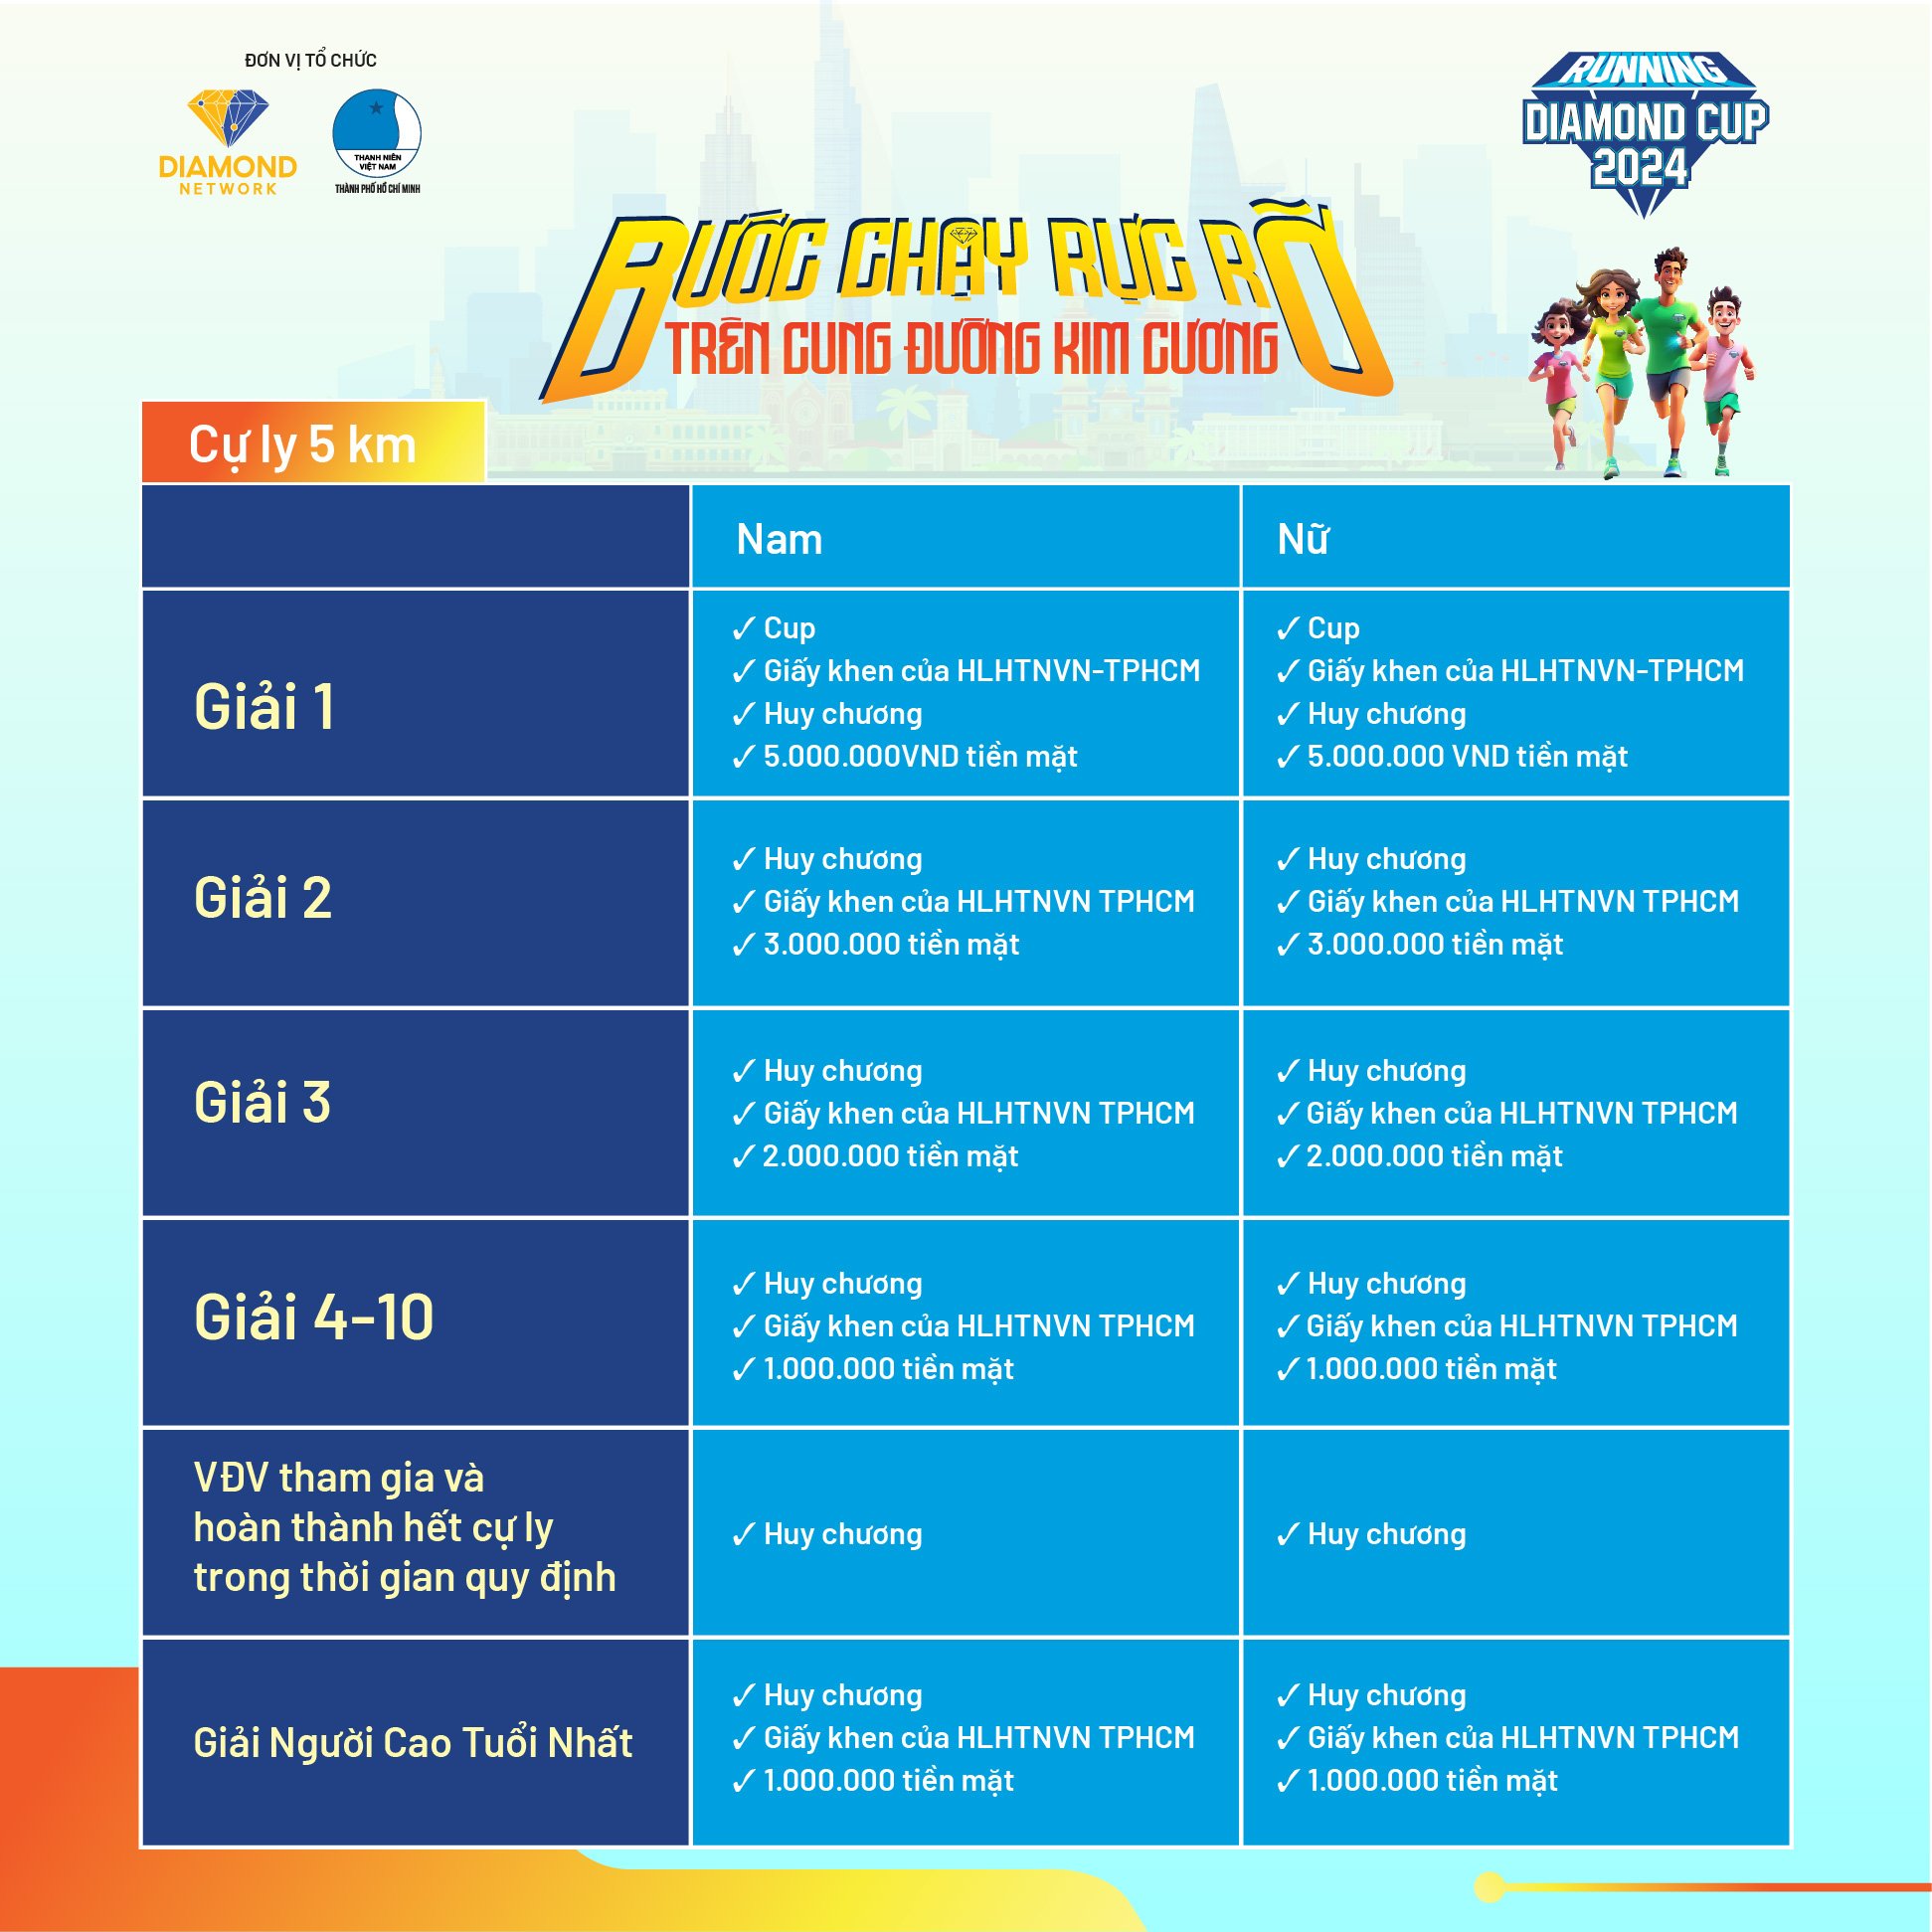 ĐƠN VỊ TỔ CHỨC
DIAMOND
NETWORK
THANH NIÊN
VIỆT NAM
THÀNH PHỐ HỒ CHÍ MINH
RUNNING
DIAMOND CUP
2024
BƯỚC CHẠY RỰC RỠ
TRÊN CUNG ĐƯỜNG KIM CƯƠNG
Cự ly 5 km
Nam
Nữ
Giải 1
✓ Cup
✓ Giấy khen của HLHTNVN-TPHCM
✓ Huy chương
✓ 5.000.000VND tiền mặt
✓ Cup
✓ Giấy khen của HLHTNVN-TPHCM
✓ Huy chương
✓ 5.000.000 VND tiền mặt
Giải 2
✓ Huy chương
✓ Giấy khen của HLHTNVN TPHCM
✓ 3.000.000 tiền mặt
✓ Huy chương
✓ Giấy khen của HLHTNVN TPHCM
✓ 3.000.000 tiền mặt
Giải 3
✓ Huy chương
✓ Giấy khen của HLHTNVN TPHCM
✓ 2.000.000 tiền mặt
✓ Huy chương
✓ Giấy khen của HLHTNVN TPHCM
✓ 2.000.000 tiền mặt
Giải 4-10
✓ Huy chương
✓ Giấy khen của HLHTNVN TPHCM
✓ 1.000.000 tiền mặt
✓ Huy chương
✓ Giấy khen của HLHTNVN TPHCM
✓ 1.000.000 tiền mặt
VĐV tham gia và
hoàn thành hết cự ly
trong thời gian quy định
✓ Huy chương
✓ Huy chương
Giải Người Cao Tuổi Nhất
✓ Huy chương
✓ Giấy khen của HLHTNVN TPHCM
✓ 1.000.000 tiền mặt
✓ Huy chương
✓ Giấy khen của HLHTNVN TPHCM
✓ 1.000.000 tiền mặt